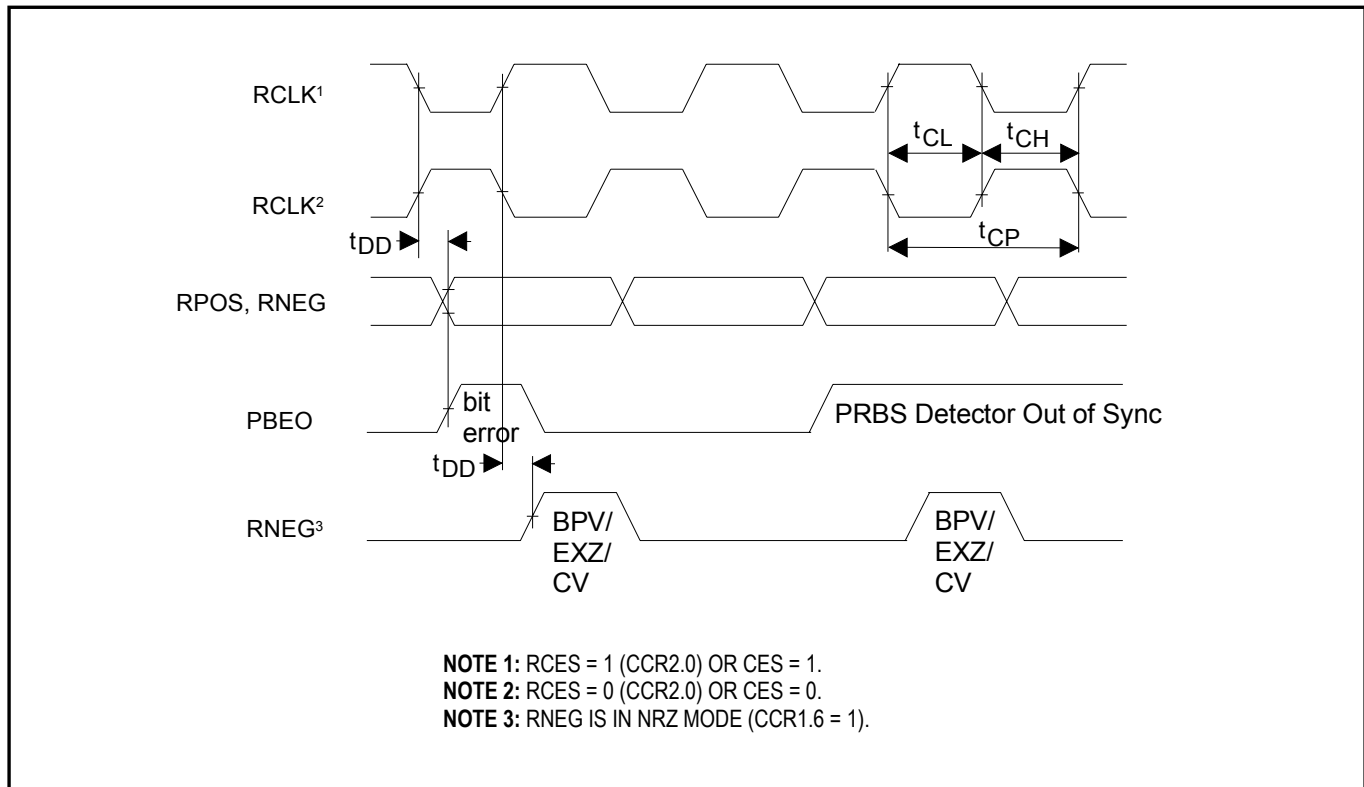 RCLK¹
tCL
tCH
RCLK²
tCP
tDD
RPOS, RNEG
PBEO
bit
error
PRBS Detector Out of Sync
tDD
RNEG³
BPV/
EXZ/
CV
BPV/
EXZ/
CV
NOTE 1: RCES = 1 (CCR2.0) OR CES = 1.
NOTE 2: RCES = 0 (CCR2.0) OR CES = 0.
NOTE 3: RNEG IS IN NRZ MODE (CCR1.6 = 1).